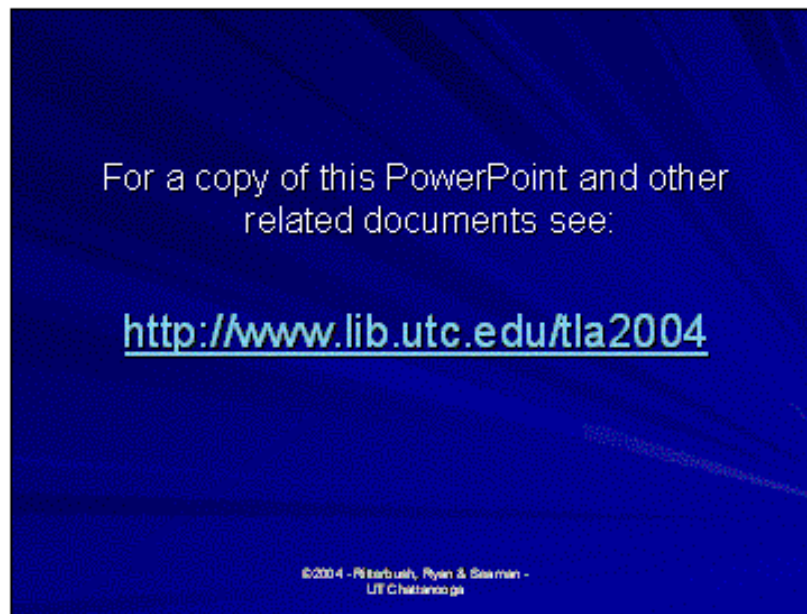 For a copy of this PowerPoint and other
related documents see:
http://www.lib.utc.edu/tla2004
©2004 - Ritterbush, Ryan & Seaman -
UT Chattanooga